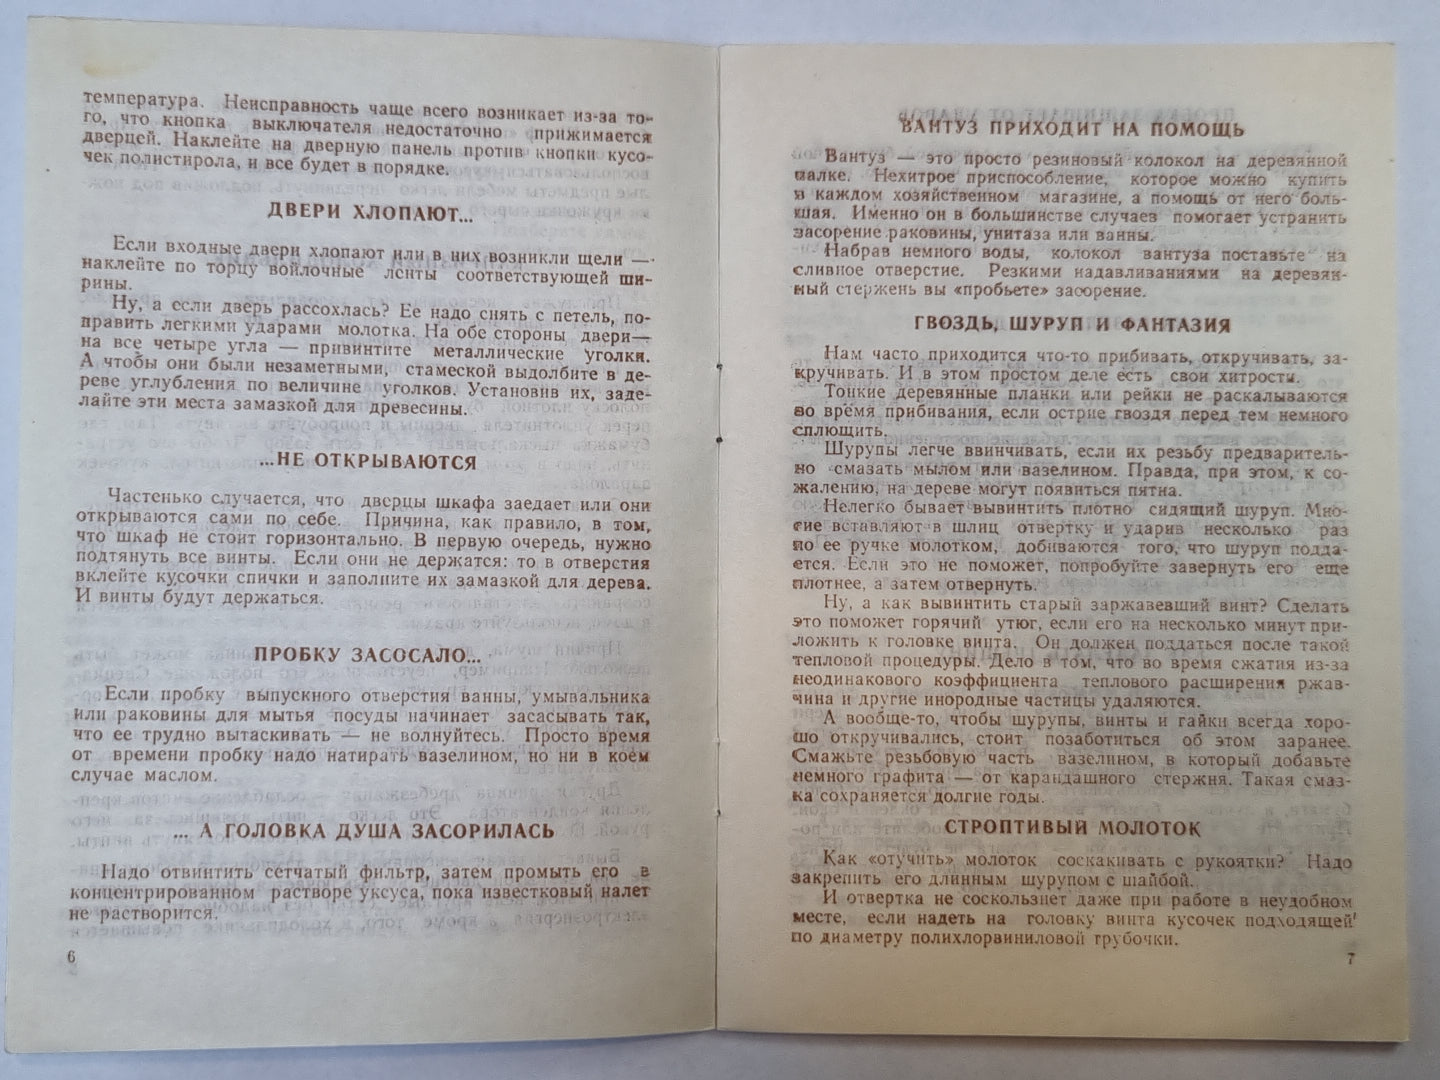 температура. Неисправность чаще всего возникает из-за то-
го, что кнопка выключателя недостаточно прижимается
дверцей. Наклейте на дверную панель против кнопки кусо-
чек полистирола, и все будет в порядке.
ДВЕРИ ХЛОПАЮТ...
Если входные двери хлопают или в них возникли щели —
наклейте по торцу войлочные ленты соответствующей ши-
рины.
Ну, а если дверь рассохлась? Ее надо снять с петель, по-
править легкими ударами молотка. На обе стороны двери—
на все четыре угла — привинтите металлические уголки.
А чтобы они были незаметными, стамеской выдолбите в де-
реве углубления по величине уголков. Установив их, заде-
лайте эти места замазкой для древесины.
...НЕ ОТКРЫВАЮТСЯ
Частенько случается, что дверцы шкафа заедает или они
открываются сами по себе. Причина, как правило, в том,
что шкаф не стоит горизонтально. В первую очередь, нужно
подтянуть все винты. Если они не держатся: то в отверстия
вклейте кусочки спички и заполните их замазкой для дерева.
И винты будут держаться.
ПРОБКУ ЗАСОСАЛО...
Если пробку выпускного отверстия ванны, умывальника
или раковины для мытья посуды начинает засасывать так,
что ее трудно вытаскивать — не волнуйтесь. Просто время
от времени пробку надо натирать вазелином, но ни в коем
случае маслом.
... А ГОЛОВКА ДУША ЗАСОРИЛАСЬ
Надо отвинтить сетчатый фильтр, затем промыть его в
концентрированном растворе уксуса, пока известковый налет
не растворится.
6
ВАНТУЗ ПРИХОДИТ НА ПОМОЩЬ
Вантуз — это просто резиновый колокол на деревянной
палке. Нехитрое приспособление, которое можно купить
в каждом хозяйственном магазине, а помощь от него боль-
шая. Именно он в большинстве случаев помогает устранить
засорение раковины, унитаза или ванны.
Набрав немного воды, колокол вантуза поставьте на
сливное отверстие. Резкими надавливаниями на деревян-
ный стержень вы «пробьете» засорение.
ГВОЗДЬ, ШУРУП И ФАНТАЗИЯ
Нам часто приходится что-то прибивать, откручивать, за-
кручивать. И в этом простом деле есть свои хитрости.
Тонкие деревянные планки или рейки не раскалываются
во время прибивания, если острие гвоздя перед тем немного
сплющить.
Шурупы легче ввинчивать, если их резьбу предваритель-
но смазать мылом или вазелином. Правда, при этом, к со-
жалению, на дереве могут появиться пятна.
Нелегко бывает вывинтить плотно сидящий шуруп. Мно-
гие вставляют в шлиц отвертку и ударив несколько раз
по ее ручке молотком, добиваются того, что шуруп подда-
ется. Если это не поможет, попробуйте завернуть его еще
плотнее, а затем отвернуть.
Ну, а как вывинтить старый заржавевший винт? Сделать
это поможет горячий утюг, если его на несколько минут при-
ложить к головке винта. Он должен поддаться после такой
тепловой процедуры. Дело в том, что во время сжатия из-за
неодинакового коэффициента теплового расширения ржав-
чина и другие инородные частицы удаляются.
А вообще-то, чтобы шурупы, винты и гайки всегда хоро-
шо откручивались, стоит позаботиться об этом заранее.
Смажьте резьбовую часть вазелином, в который добавьте
немного графита — от карандашного стержня. Такая смаз-
ка сохраняется долгие годы.
СТРОПТИВЫЙ МОЛОТОК
Как «отучить» молоток соскакивать с рукоятки? Надо
закрепить его длинным шурупом с шайбой.
И отвертка не соскользнет даже при работе в неудобном
месте, если надеть на головку винта кусочек подходящей
по диаметру полихлорвиниловой трубочки.
7